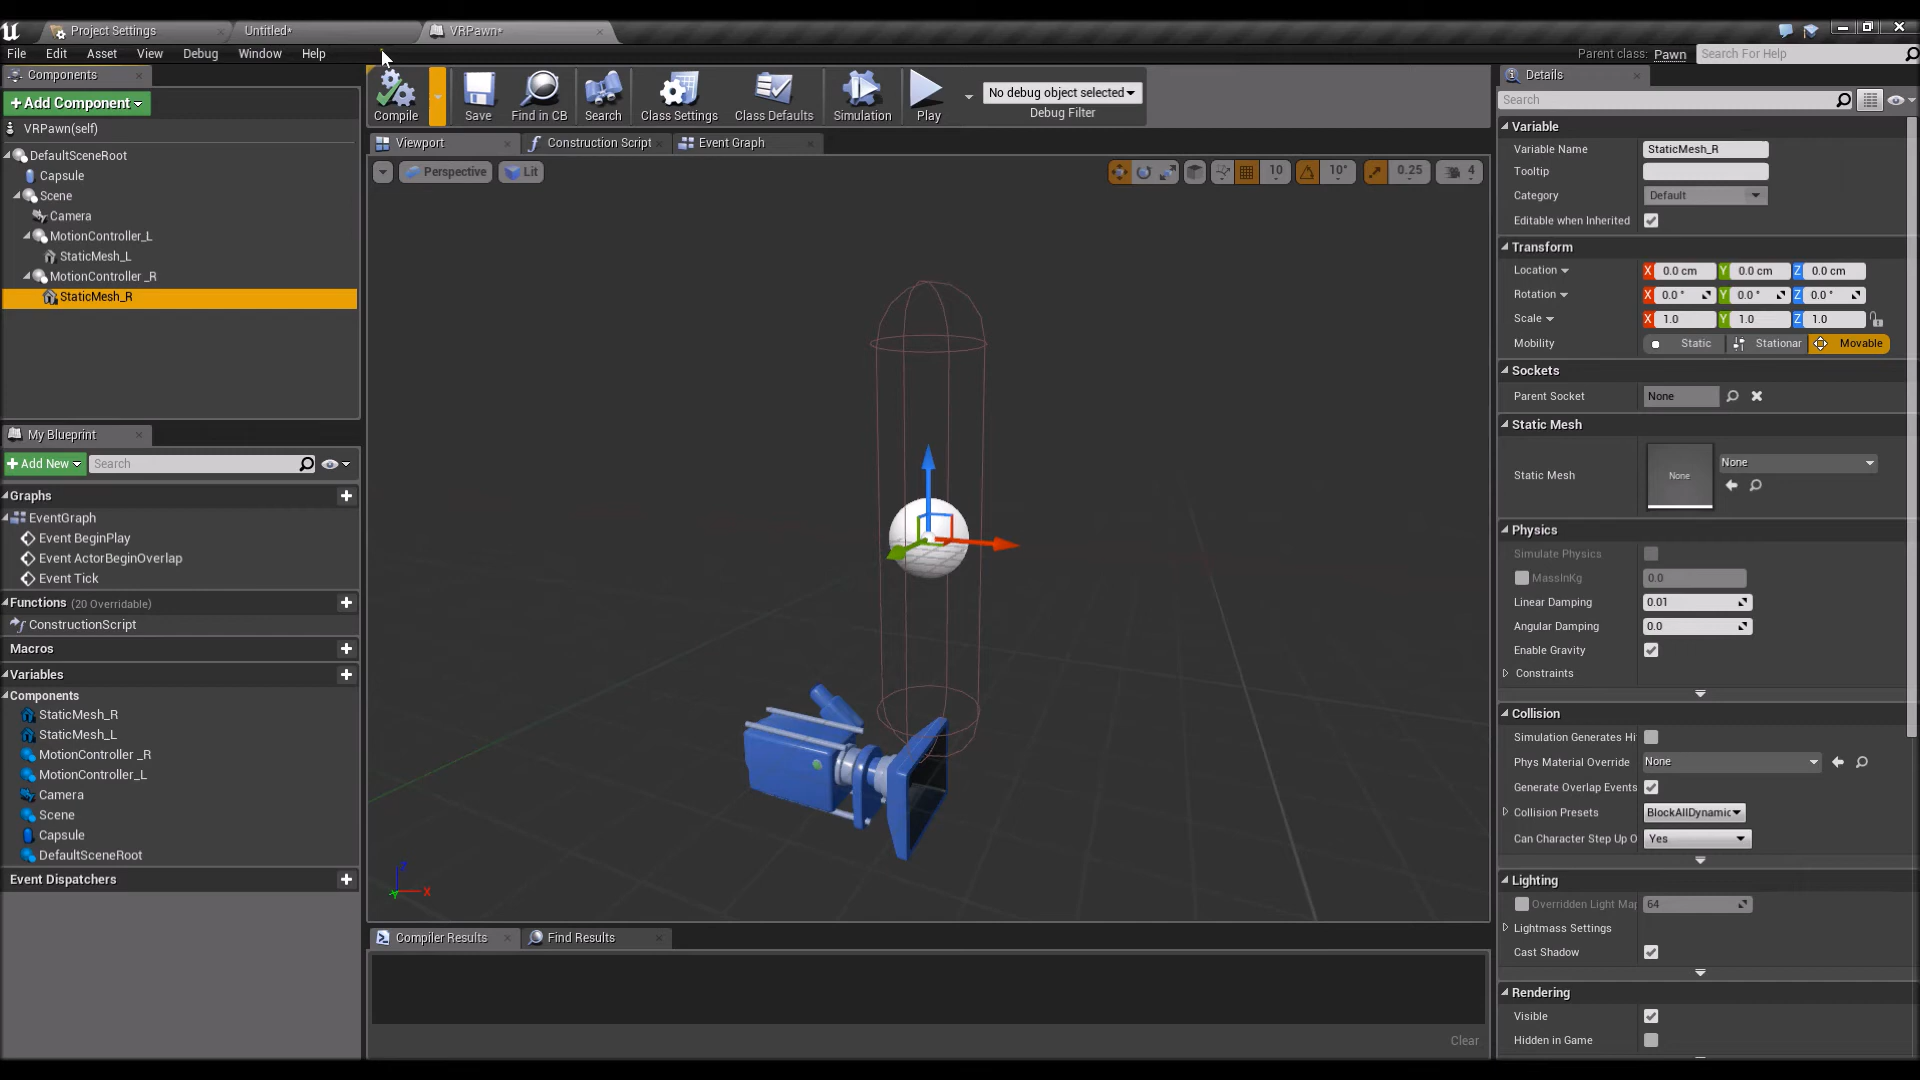 Project Settings
Untitled*
VRPawn*
File Edit Asset View Debug Window Help
Parent class: Pawn
Search For Help
Components
Add Component
VRPawn(self)
DefaultSceneRoot
Capsule
Scene
Camera
MotionController_L
StaticMesh_L
MotionController _R
StaticMesh_R
Compile
Save
Find in CB
Search
Class Settings
Class Defaults
Simulation
Play
No debug object selected
Debug Filter
Viewport
Construction Script
Event Graph
Perspective
Lit
10
10°
0.25
4
My Blueprint
Add New
Search
Graphs
EventGraph
Event BeginPlay
Event ActorBeginOverlap
Event Tick
Functions (20 Overridable)
ConstructionScript
Macros
Variables
Components
StaticMesh_R
StaticMesh_L
MotionController _R
MotionController_L
Camera
Scene
Capsule
DefaultSceneRoot
Event Dispatchers
Z
X
Y
Compiler Results
Find Results
Clear
Details
Search
Variable
Variable Name StaticMesh_R
Tooltip
Category Default
Editable when Inherited
Transform
Location X 0.0 cm Y 0.0 cm Z 0.0 cm
Rotation X 0.0 ° Y 0.0 ° Z 0.0 °
Scale X 1.0 Y 1.0 Z 1.0
Mobility Static Stationar Movable
Sockets
Parent Socket None
Static Mesh
Static Mesh None None
Physics
Simulate Physics
MassInKg 0.0
Linear Damping 0.01
Angular Damping 0.0
Enable Gravity
Constraints
Collision
Simulation Generates Hi
Phys Material Override None
Generate Overlap Events
Collision Presets BlockAllDynamic
Can Character Step Up O Yes
Lighting
Overridden Light Map 64
Lightmass Settings
Cast Shadow
Rendering
Visible
Hidden in Game